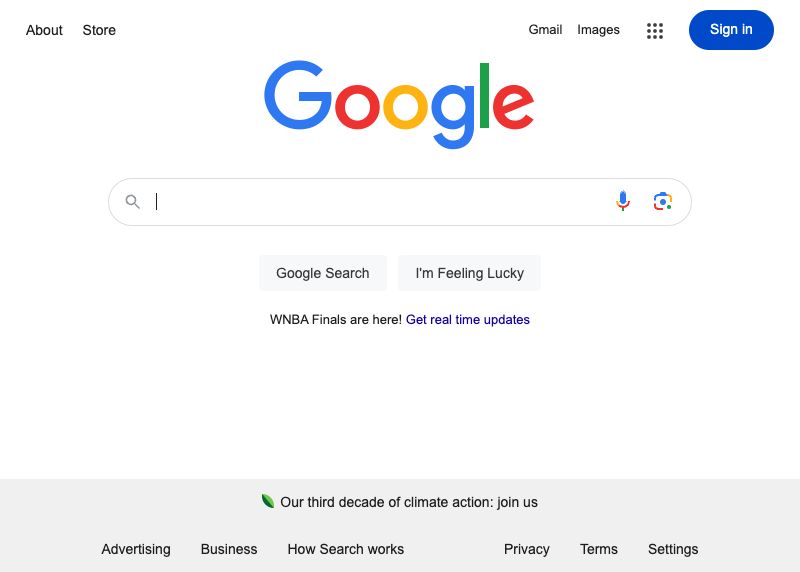 About Store Gmail Images Sign in
Google
Google Search I'm Feeling Lucky
WNBA Finals are here! Get real time updates
Our third decade of climate action: join us
Advertising Business How Search works Privacy Terms Settings